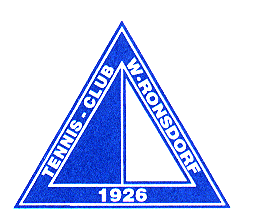 TENNIS - CLUB
W. RONSDORF
1926